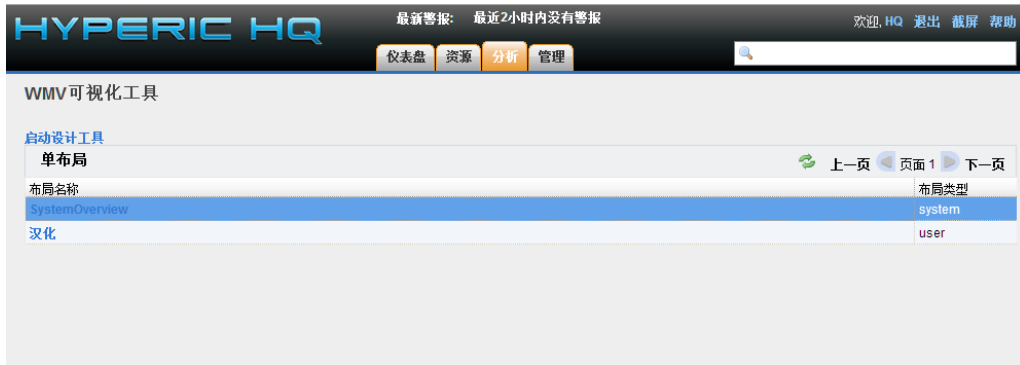 HYPERIC HQ
最新警报: 最近2小时内没有警报
欢迎, HQ 退出 截屏 帮助
仪表盘 资源 分析 管理
WMV可视化工具
启动设计工具
单布局
上一页 页面 1 下一页
布局名称 布局类型
SystemOverview system
汉化 user